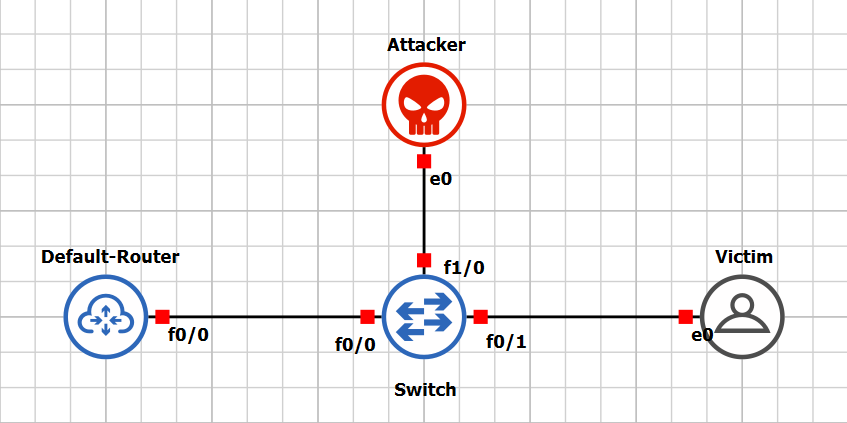 Attacker
e0
f1/0
Default-Router
Victim
f0/0
f0/0
f0/1
e0
Switch